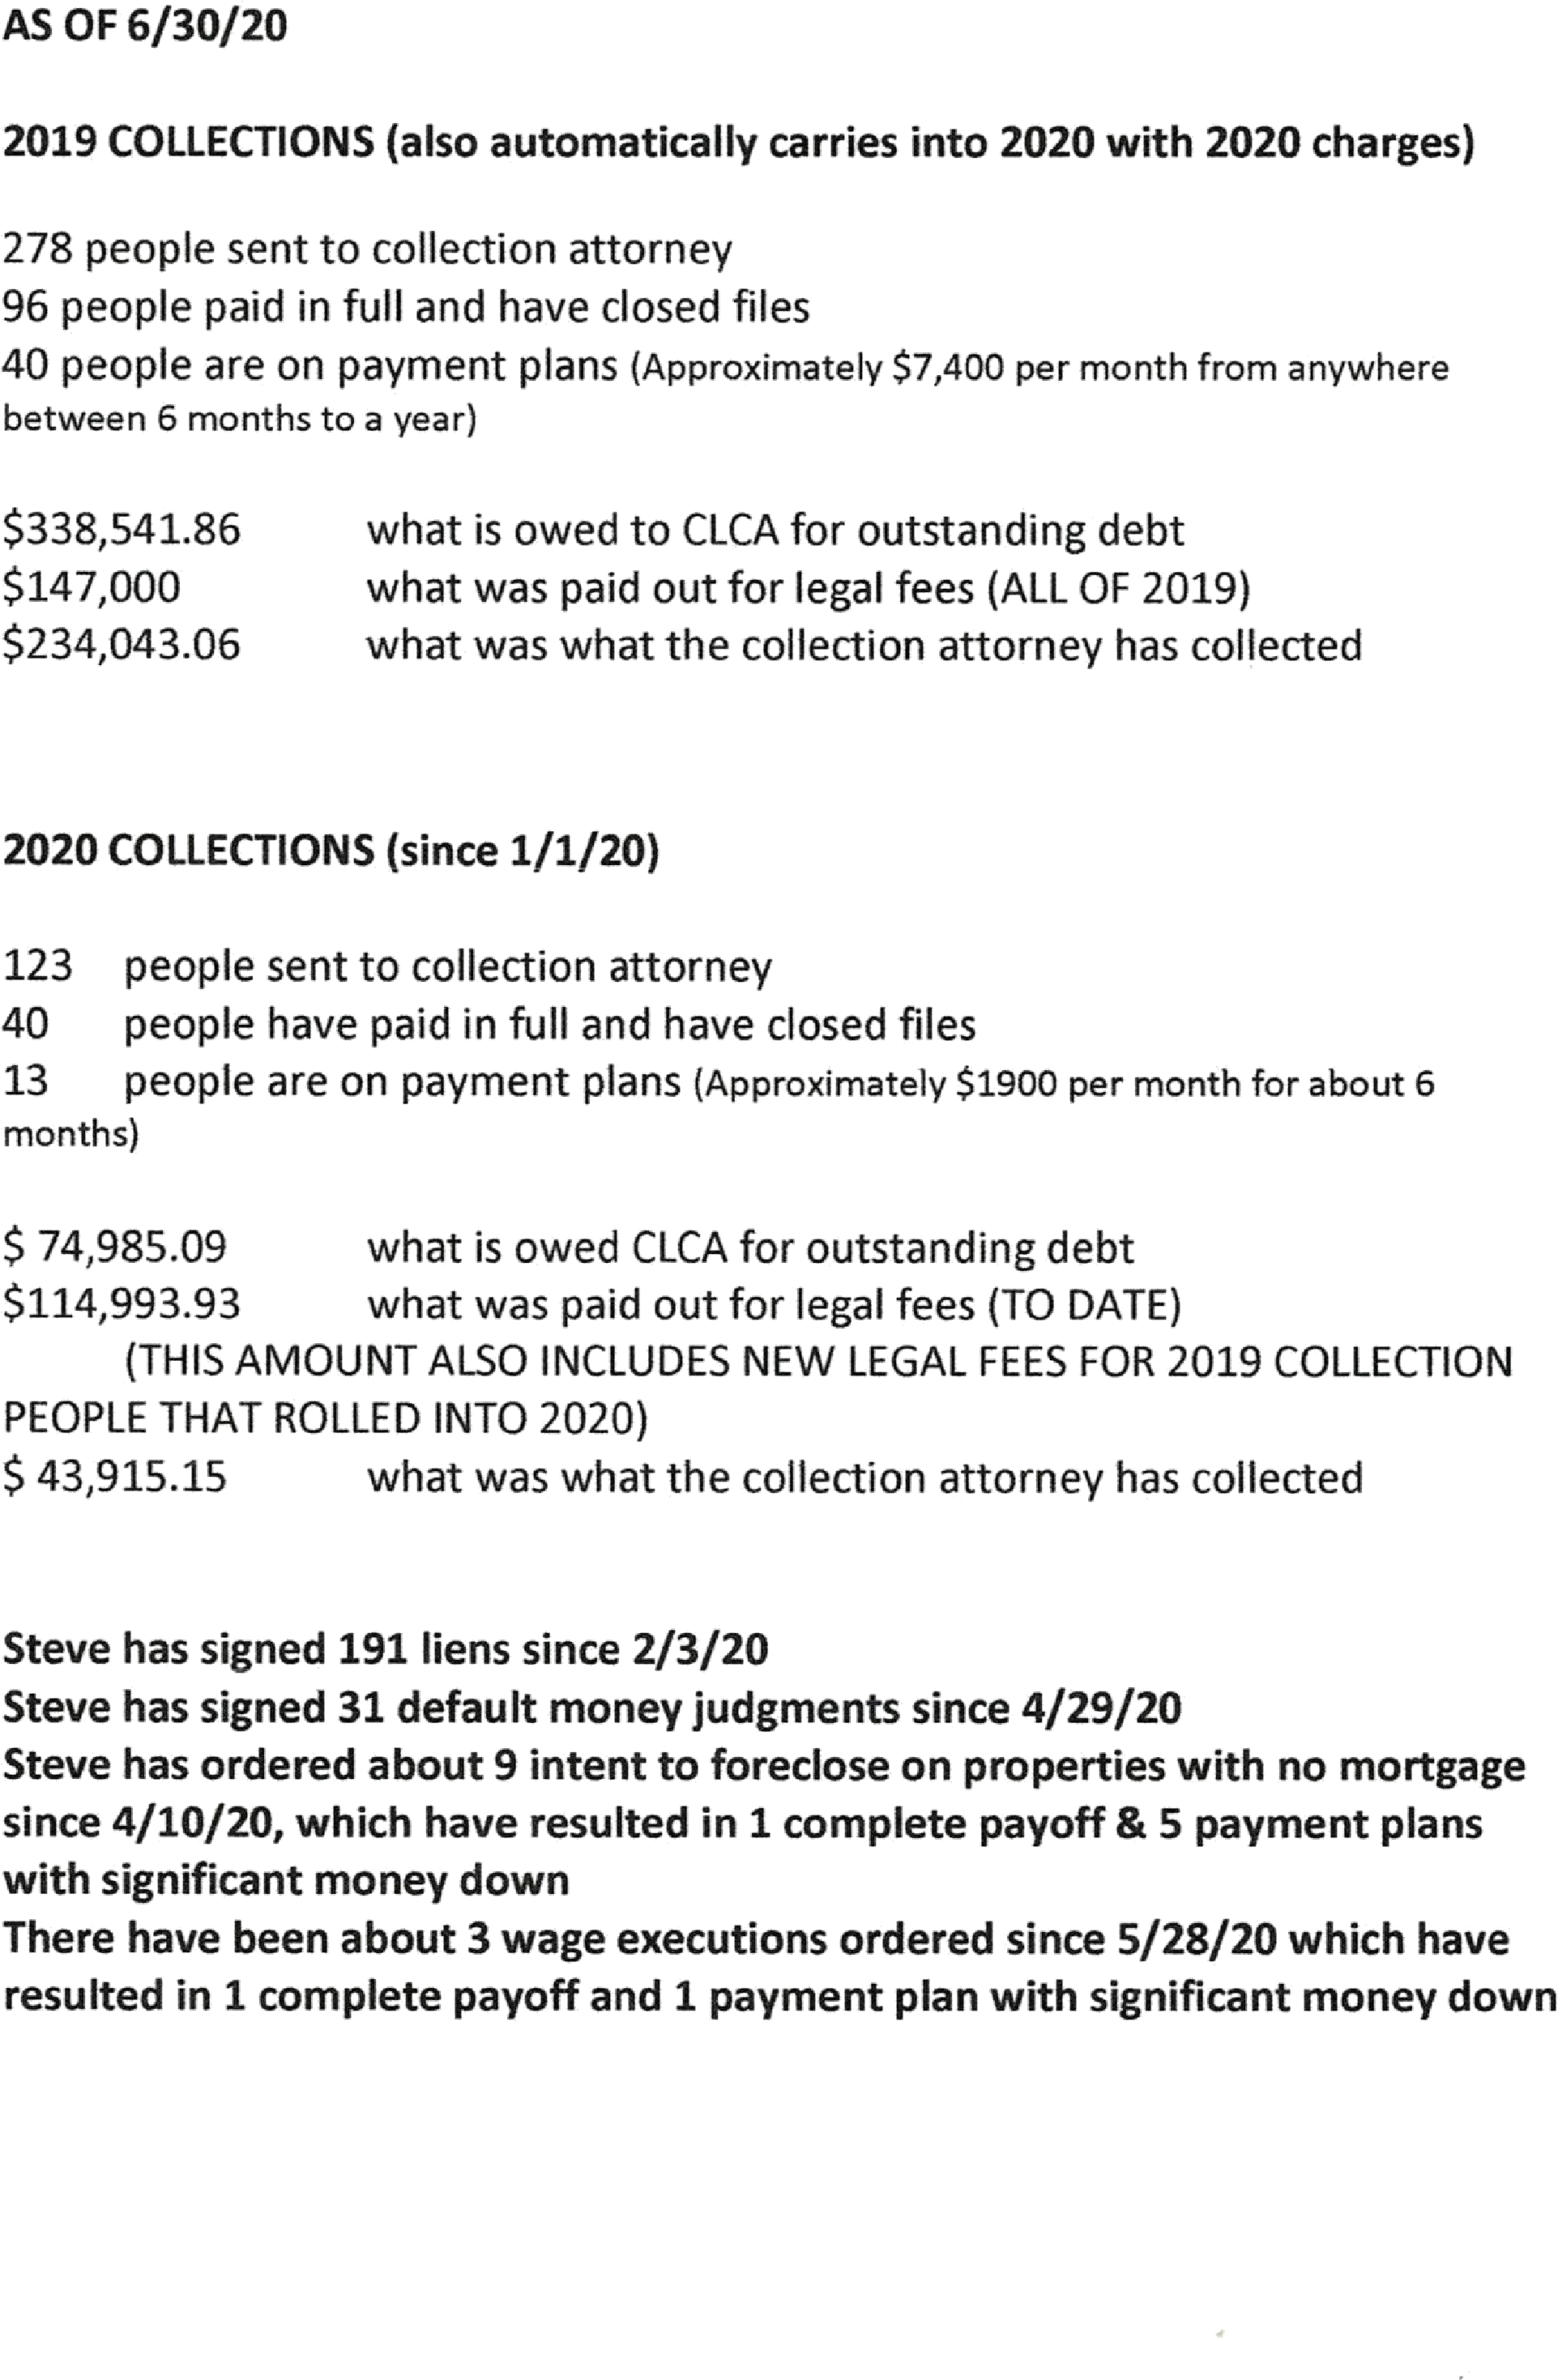 AS OF 6/30/20
2019 COLLECTIONS (also automatically carries into 2020 with 2020 charges)
278 people sent to collection attorney
96 people paid in full and have closed files
40 people are on payment plans (Approximately $7,400 per month from anywhere
between 6 months to a year)
$338,541.86 what is owed to CLCA for outstanding debt
$147,000 what was paid out for legal fees (ALL OF 2019)
$234,043.06 what was what the collection attorney has collected
2020 COLLECTIONS (since 1/1/20)
123 people sent to collection attorney
40 people have paid in full and have closed files
13 people are on payment plans (Approximately $1900 per month for about 6
months)
$ 74,985.09 what is owed CLCA for outstanding debt
$114,993.93 what was paid out for legal fees (TO DATE)
(THIS AMOUNT ALSO INCLUDES NEW LEGAL FEES FOR 2019 COLLECTION
PEOPLE THAT ROLLED INTO 2020)
$ 43,915.15 what was what the collection attorney has collected
Steve has signed 191 liens since 2/3/20
Steve has signed 31 default money judgments since 4/29/20
Steve has ordered about 9 intent to foreclose on properties with no mortgage
since 4/10/20, which have resulted in 1 complete payoff & 5 payment plans
with significant money down
There have been about 3 wage executions ordered since 5/28/20 which have
resulted in 1 complete payoff and 1 payment plan with significant money down